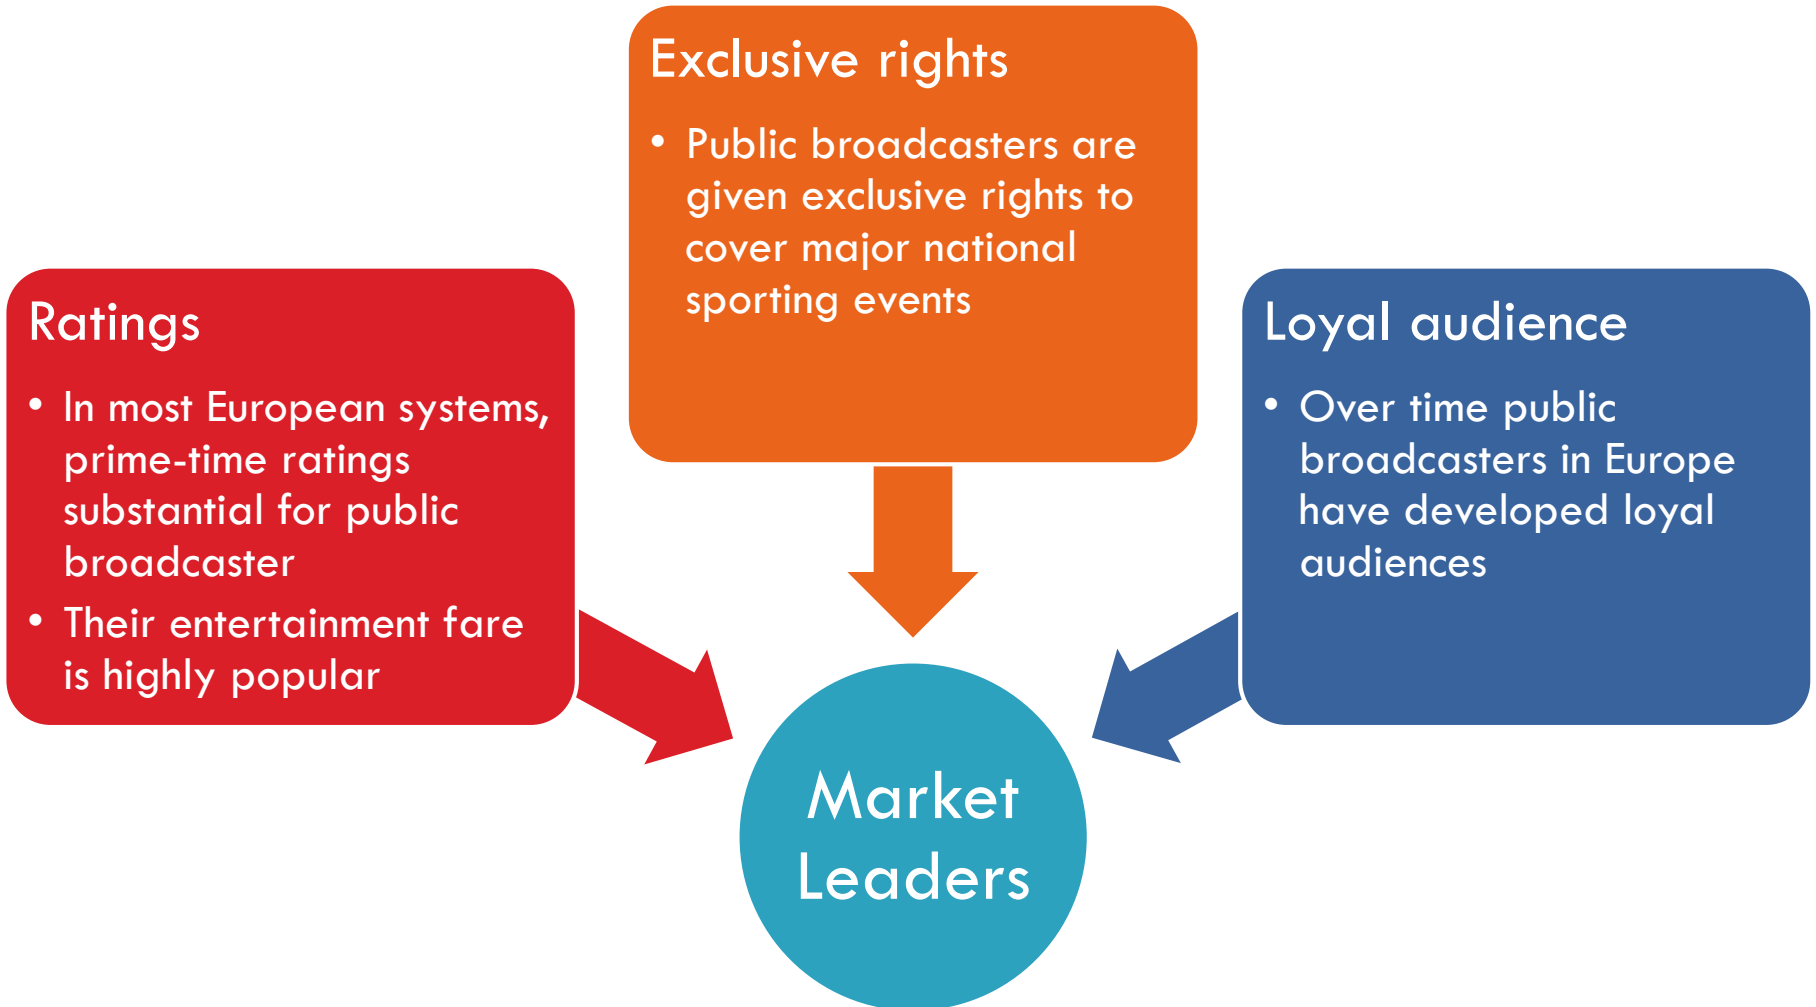 Exclusive rights
• Public broadcasters are
given exclusive rights to
cover major national
sporting events
Ratings
• In most European systems,
prime-time ratings
substantial for public
broadcaster
• Their entertainment fare
is highly popular
Loyal audience
• Over time public
broadcasters in Europe
have developed loyal
audiences
Market
Leaders